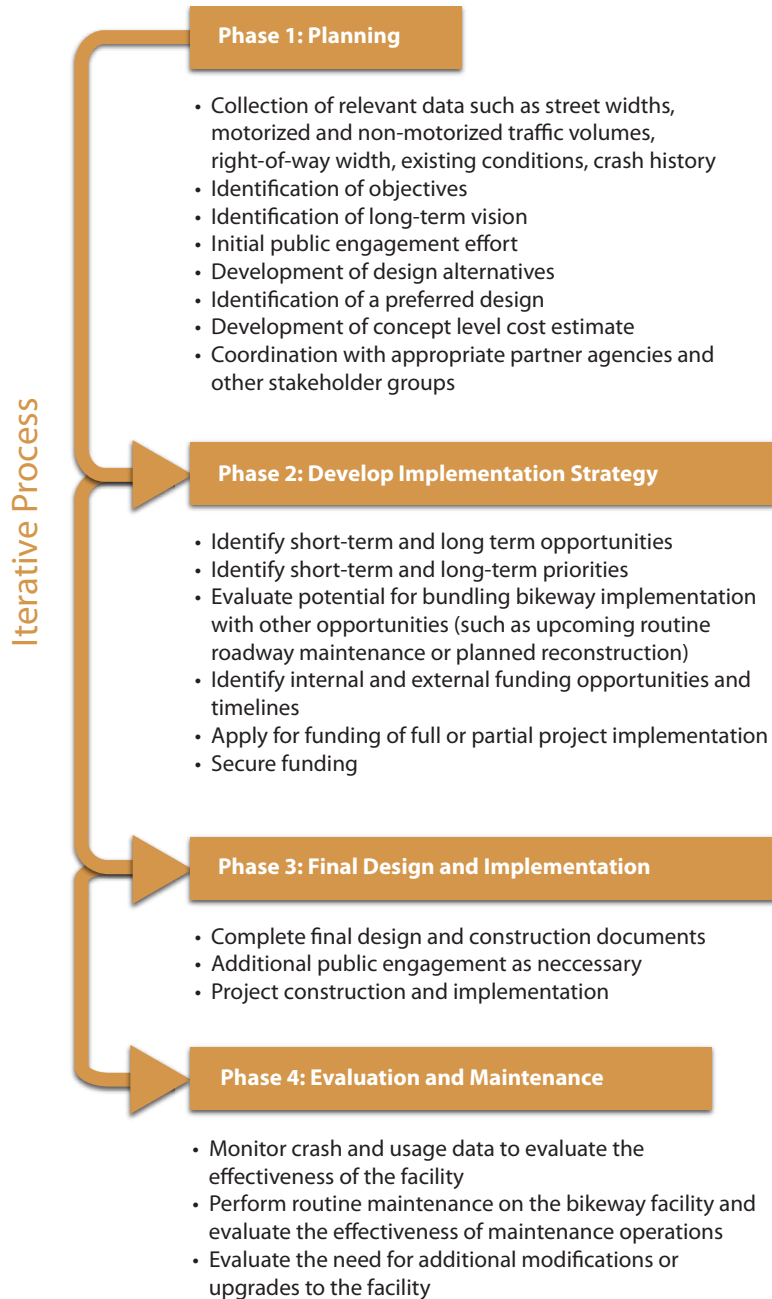 Iterative Process
Phase 1: Planning
• Collection of relevant data such as street widths,
motorized and non-motorized traffic volumes,
right-of-way width, existing conditions, crash history
• Identification of objectives
• Identification of long-term vision
• Initial public engagement effort
• Development of design alternatives
• Identification of a preferred design
• Development of concept level cost estimate
• Coordination with appropriate partner agencies and
other stakeholder groups
Phase 2: Develop Implementation Strategy
• Identify short-term and long term opportunities
• Identify short-term and long-term priorities
• Evaluate potential for bundling bikeway implementation
with other opportunities (such as upcoming routine
roadway maintenance or planned reconstruction)
• Identify internal and external funding opportunities and
timelines
• Apply for funding of full or partial project implementation
• Secure funding
Phase 3: Final Design and Implementation
• Complete final design and construction documents
• Additional public engagement as neccessary
• Project construction and implementation
Phase 4: Evaluation and Maintenance
• Monitor crash and usage data to evaluate the
effectiveness of the facility
• Perform routine maintenance on the bikeway facility and
evaluate the effectiveness of maintenance operations
• Evaluate the need for additional modifications or
upgrades to the facility